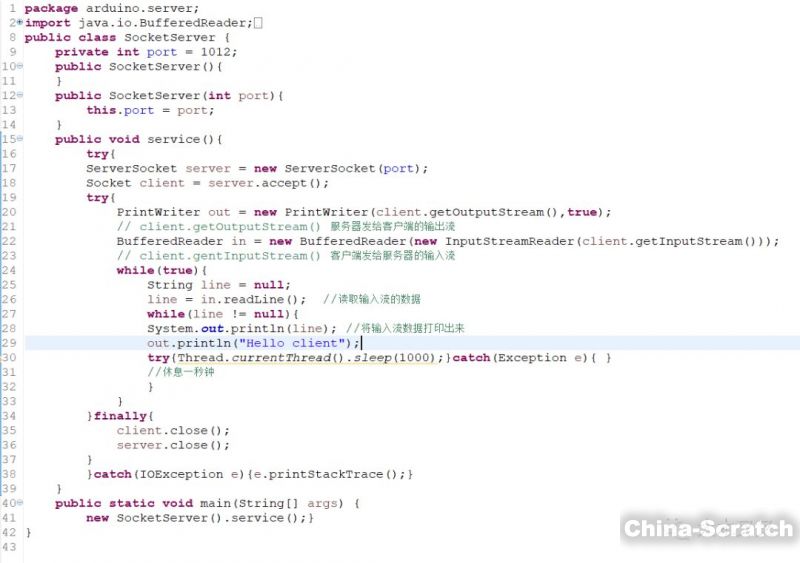 1 package arduino.server;
2 import java.io.BufferedReader;
8 public class SocketServer {
9     private int port = 1012;
10     public SocketServer(){
11     }
12     public SocketServer(int port){
13         this.port = port;
14     }
15     public void service(){
16         try{
17         ServerSocket server = new ServerSocket(port);
18         Socket client = server.accept();
19         try{
20             PrintWriter out = new PrintWriter(client.getOutputStream(),true);
21             // client.getOutputStream() 服务器发给客户端的输出流
22             BufferedReader in = new BufferedReader(new InputStreamReader(client.getInputStream()));
23             // client.gentInputStream() 客户端发给服务器的输入流
24             while(true){
25                 String line = null;
26                 line = in.readLine();  //读取输入流的数据
27                 while(line != null){
28                 System.out.println(line); //将输入流数据打印出来
29                 out.println("Hello client");
30                 try{Thread.currentThread().sleep(1000);}catch(Exception e){ }
31                 //休息一秒钟
32                 }
33             }
34         }finally{
35             client.close();
36             server.close();
37         }
38         }catch(IOException e){e.printStackTrace();}
39     }
40     public static void main(String[] args) {
41         new SocketServer().service();}
42 }
43
China-Scratch